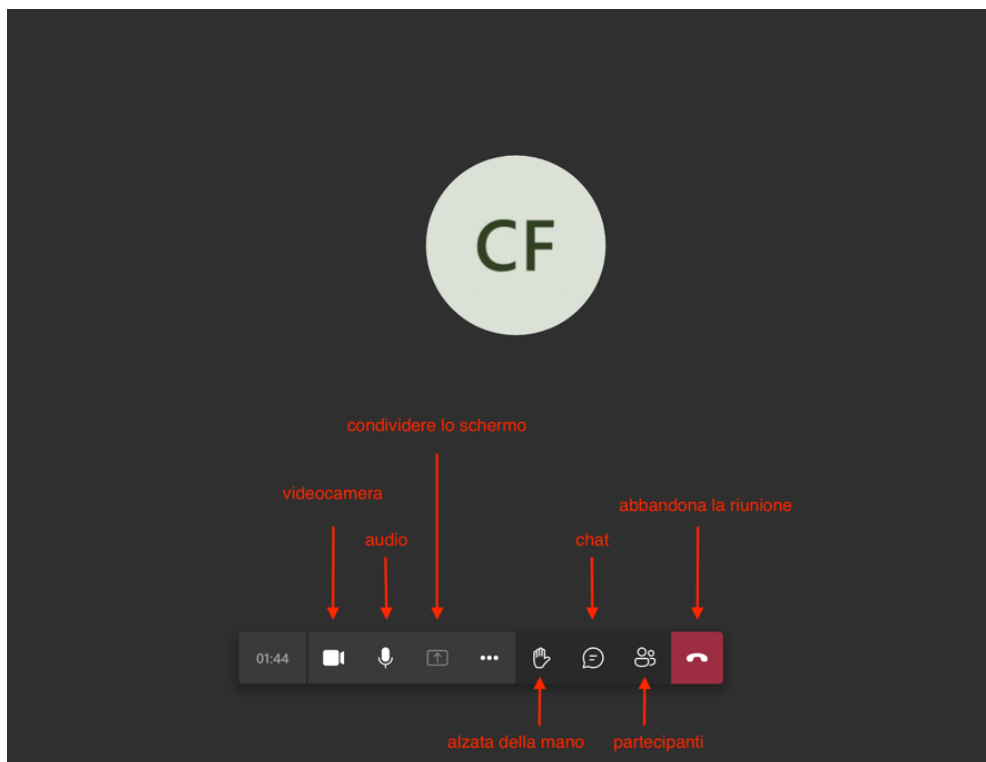 CF
condividere lo schermo
videocamera
abbandona la riunione
audio
chat
01:44
alzata della mano
partecipanti